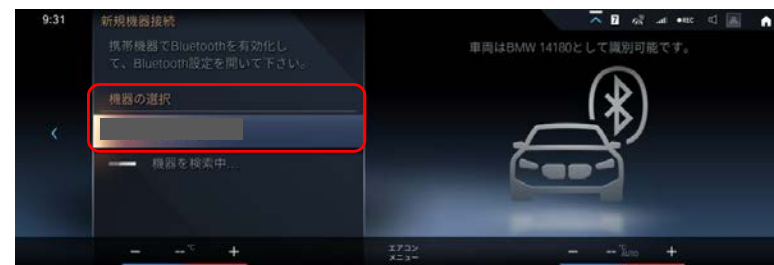 9:31
新規機器接続
7
REC
携帯機器でBluetoothを有効化し
て、Bluetooth設定を開いて下さい。
車両はBMW 14180として識別可能です。
機器の選択
機器を検索中...
− --℃ +
エアコン
メニュー
− --℃ AUTO +